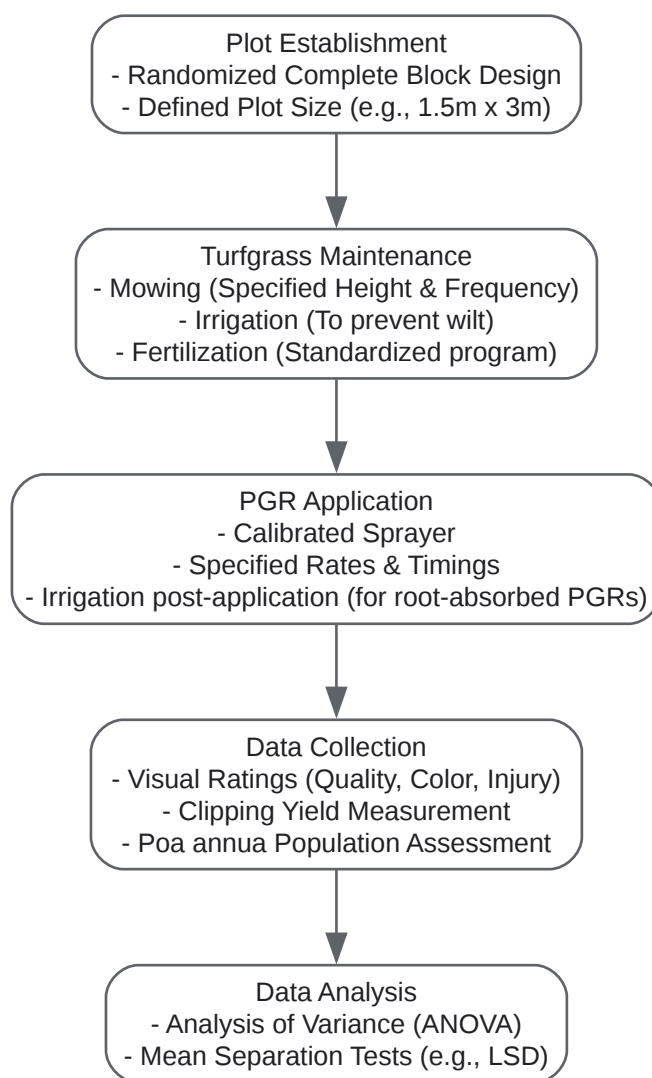 Plot Establishment
- Randomized Complete Block Design
- Defined Plot Size (e.g., 1.5m x 3m)
Turfgrass Maintenance
- Mowing (Specified Height & Frequency)
- Irrigation (To prevent wilt)
- Fertilization (Standardized program)
PGR Application
- Calibrated Sprayer
- Specified Rates & Timings
- Irrigation post-application (for root-absorbed PGRs)
Data Collection
- Visual Ratings (Quality, Color, Injury)
- Clipping Yield Measurement
- Poa annua Population Assessment
Data Analysis
- Analysis of Variance (ANOVA)
- Mean Separation Tests (e.g., LSD)